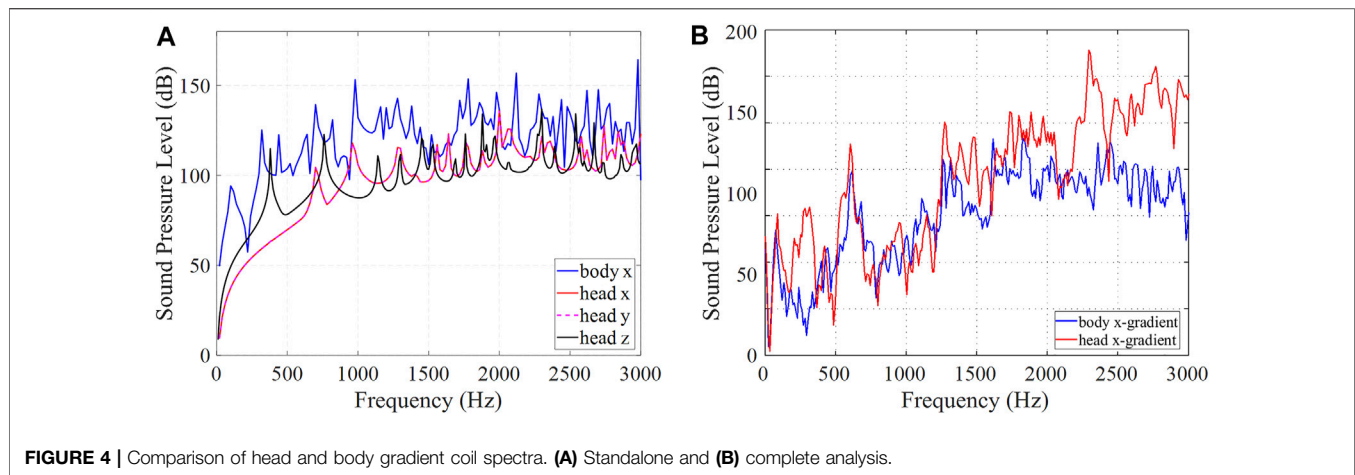 A
Sound Pressure Level (dB)
150
100
50
0
0 500 1000 1500 2000 2500 3000
Frequency (Hz)
body x
head x
head y
head z
B
Sound Pressure Level (dB)
200
150
100
50
0
0 500 1000 1500 2000 2500 3000
Frequency (Hz)
body x-gradient
head x-gradient
FIGURE 4 | Comparison of head and body gradient coil spectra. (A) Standalone and (B) complete analysis.